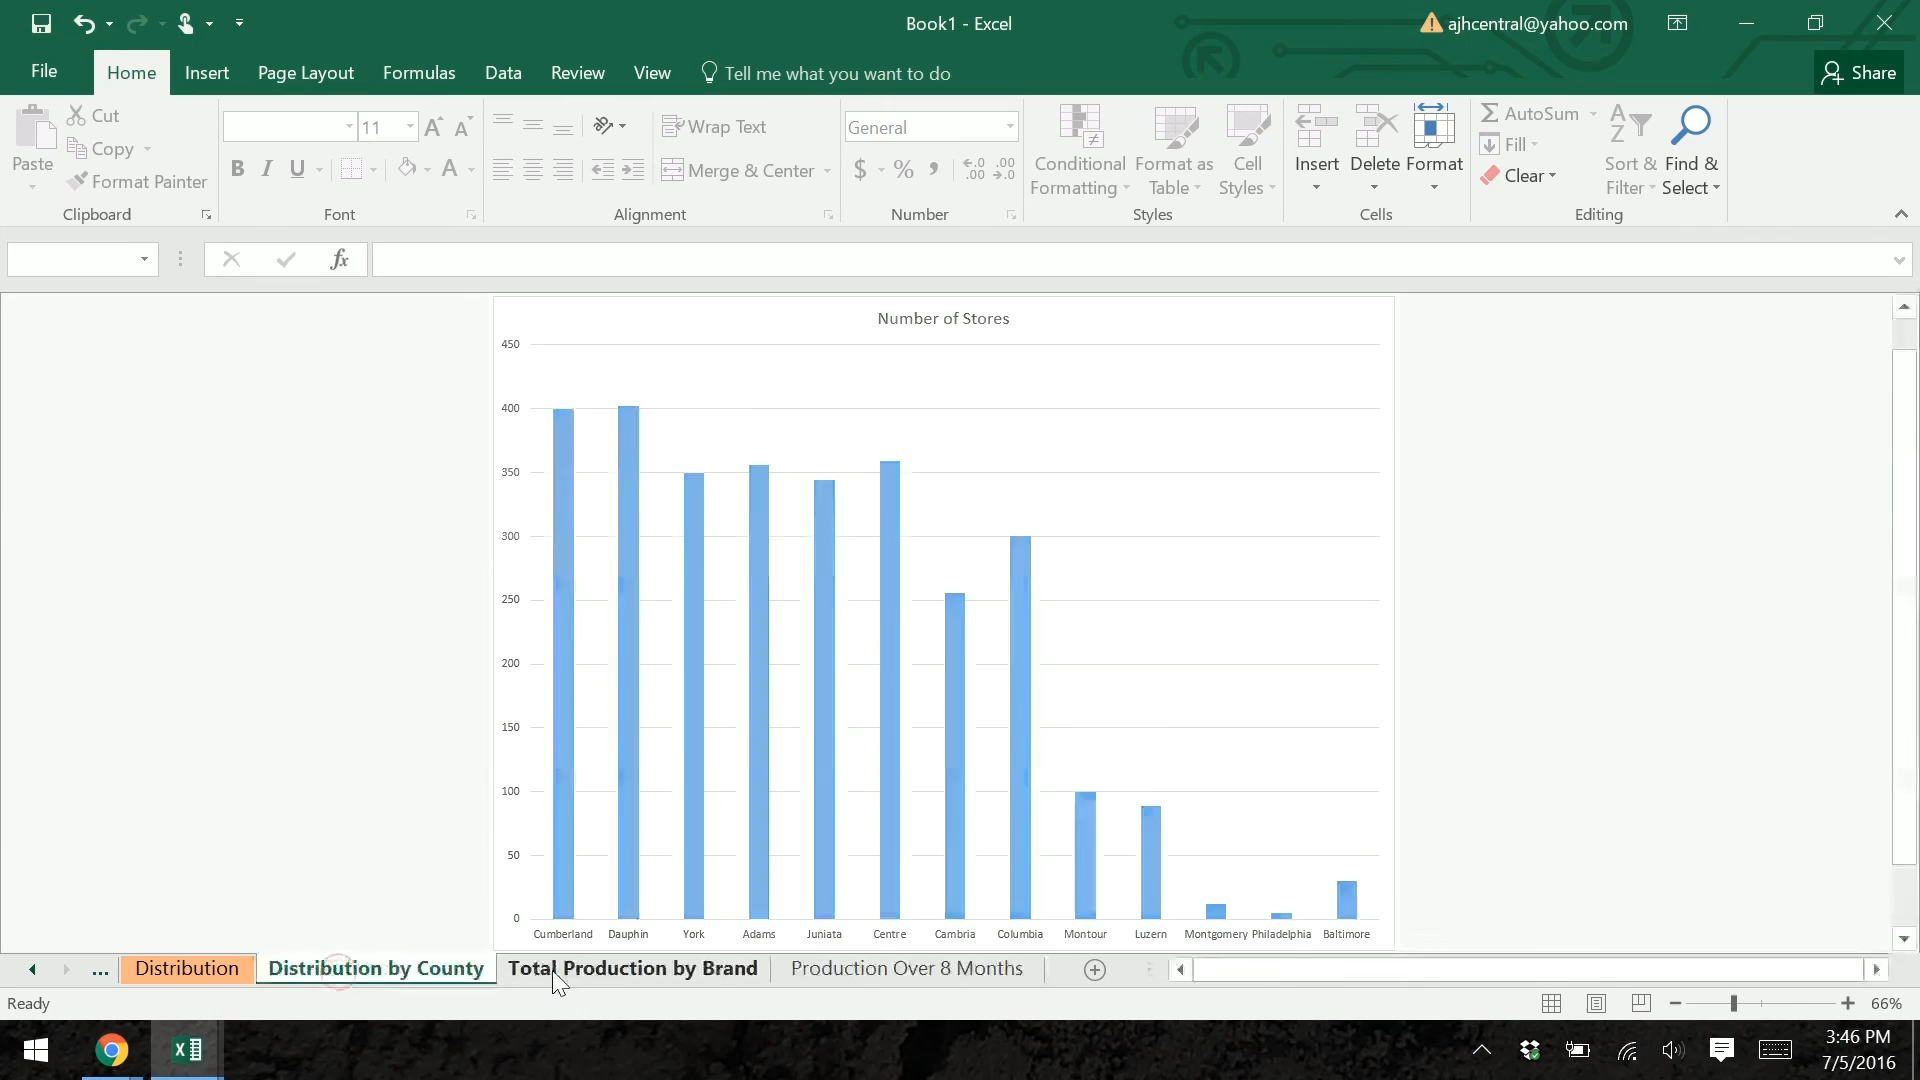 Book1 - Excel
ajhcentral@yahoo.com
File
Home
Insert
Page Layout
Formulas
Data
Review
View
Tell me what you want to do
Share
Paste
Cut
Copy
Format Painter
Clipboard
11
B I U
A
Font
Wrap Text
Merge & Center
Alignment
General
$ % ,
Number
Conditional Formatting
Format as Table
Cell Styles
Styles
Insert
Delete
Format
Cells
AutoSum
Fill
Clear
Sort & Filter
Find & Select
Editing
fx
Number of Stores
450
400
350
300
250
200
150
100
50
0
Cumberland Dauphin York Adams Juniata Centre Cambria Columbia Montour Luzern Montgomery Philadelphia Baltimore
... Distribution Distribution by County Total Production by Brand Production Over 8 Months
Ready
66%
3:46 PM
7/5/2016